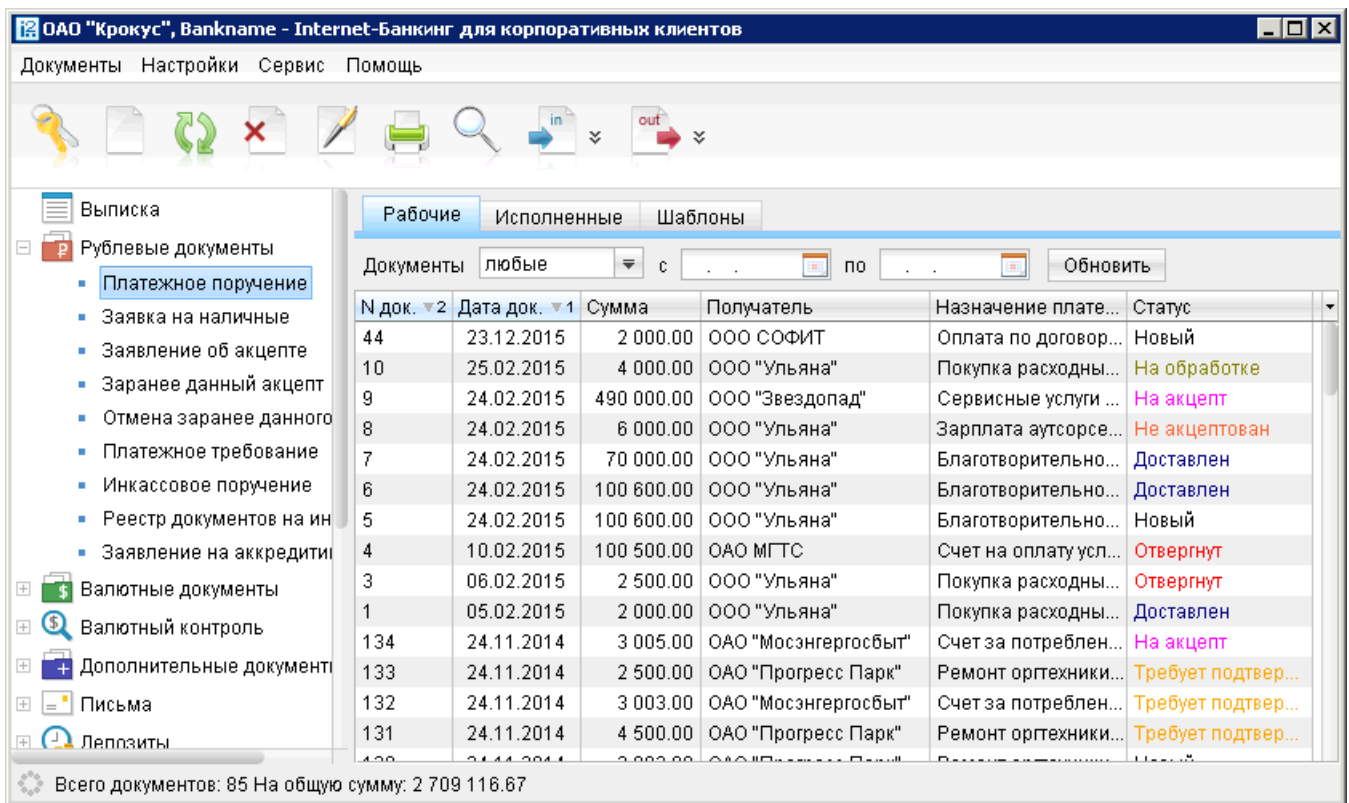 ОАО "Крокус", Bankname - Internet-Банкинг для корпоративных клиентов
Документы Настройки Сервис Помощь
in out
Выписка
Рублевые документы
Платежное поручение
Заявка на наличные
Заявление об акцепте
Заранее данный акцепт
Отмена заранее данного
Платежное требование
Инкассовое поручение
Реестр документов на ин
Заявление на аккредити
Валютные документы
Валютный контроль
Дополнительные документ
Письма
Депозиты
Рабочие Исполненные Шаблоны
Документы любые с . . по . . Обновить
N док. 2 Дата док. 1 Сумма Получатель Назначение плате... Статус
44 23.12.2015 2 000.00 ООО СОФИТ Оплата по договор... Новый
10 25.02.2015 4 000.00 ООО "Ульяна" Покупка расходны... На обработке
9 24.02.2015 490 000.00 ООО "Звездопад" Сервисные услуги ... На акцепт
8 24.02.2015 6 000.00 ООО "Ульяна" Зарплата аутсорсе... Не акцептован
7 24.02.2015 70 000.00 ООО "Ульяна" Благотворительно... Доставлен
6 24.02.2015 100 600.00 ООО "Ульяна" Благотворительно... Доставлен
5 24.02.2015 100 600.00 ООО "Ульяна" Благотворительно... Новый
4 10.02.2015 100 500.00 ОАО МГТС Счет на оплату усл... Отвергнут
3 06.02.2015 2 500.00 ООО "Ульяна" Покупка расходны... Отвергнут
1 05.02.2015 2 000.00 ООО "Ульяна" Покупка расходны... Доставлен
134 24.11.2014 3 005.00 ОАО "Мосэнгергосбыт" Счет за потреблен... На акцепт
133 24.11.2014 2 500.00 ОАО "Прогресс Парк" Ремонт оргтехники... Требует подтвер...
132 24.11.2014 3 003.00 ОАО "Мосэнгергосбыт" Счет за потреблен... Требует подтвер...
131 24.11.2014 4 500.00 ОАО "Прогресс Парк" Ремонт оргтехники... Требует подтвер...
Всего документов: 85 На общую сумму: 2 709 116.67